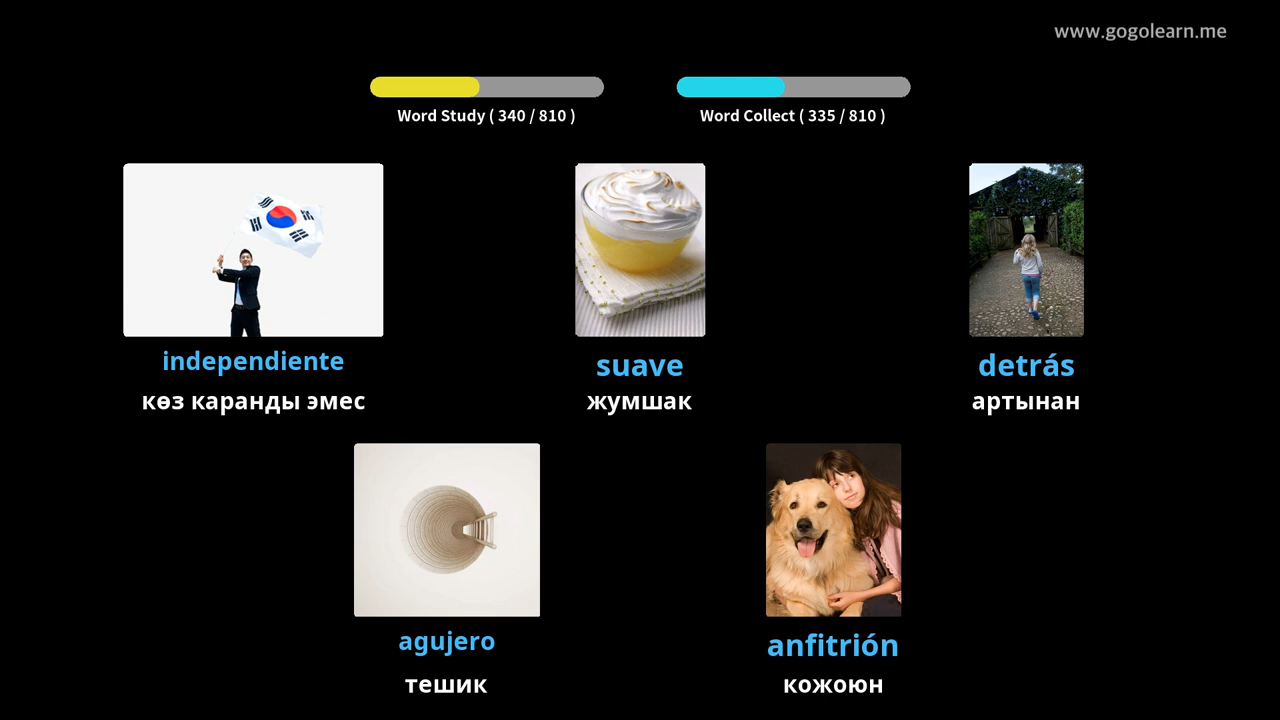 www.gogolearn.me
Word Study ( 340 / 810 )
Word Collect ( 335 / 810 )
independiente
көз каранды эмес
suave
жумшак
detrás
артынан
agujero
тешик
anfitrión
кожоюн